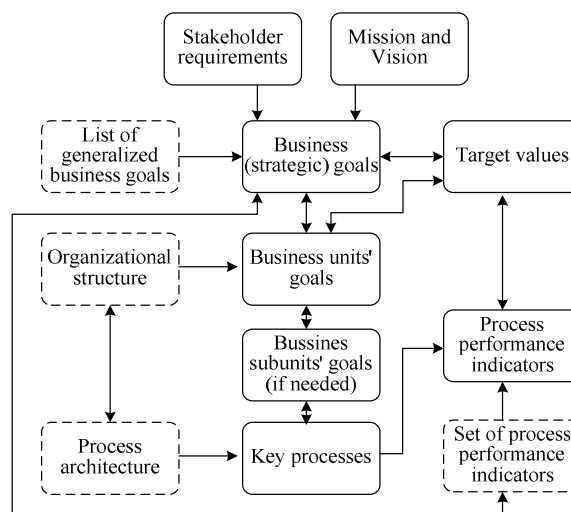 Stakeholder
requirements
Mission and
Vision
List of
generalized
business goals
Business
(strategic) goals
Target values
Organizational
structure
Business units'
goals
Bussines
subunits' goals
(if needed)
Process
performance
indicators
Process
architecture
Key processes
Set of process
performance
indicators